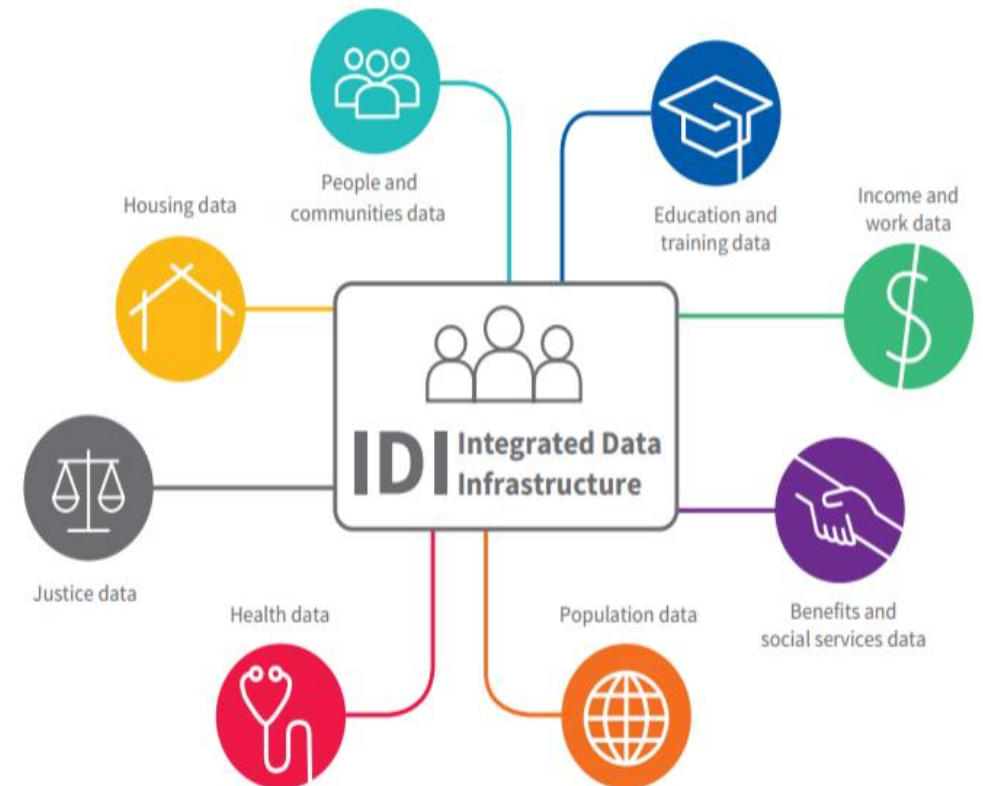 People and
communities data
Education and
training data
Income and
work data
Housing data
IDI Integrated Data
Infrastructure
Justice data
Health data
Population data
Benefits and
social services data